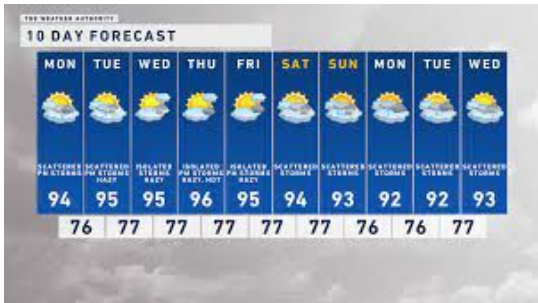 THE WEATHER AUTHORITY
10 DAY FORECAST
MON TUE WED THU FRI SAT SUN MON TUE WED
SCATTERED SCATTERED ISOLATED ISOLATED ISOLATED SCATTERED SCATTERED SCATTERED SCATTERED SCATTERED
PM STORMS PM STORMS STORMS PM STORMS PM STORMS STORMS STORMS STORMS STORMS STORMS
HAZY HAZY HAZY, HOT HAZY
94 95 95 96 95 94 93 92 92 93
76 77 77 77 77 77 76 76 77